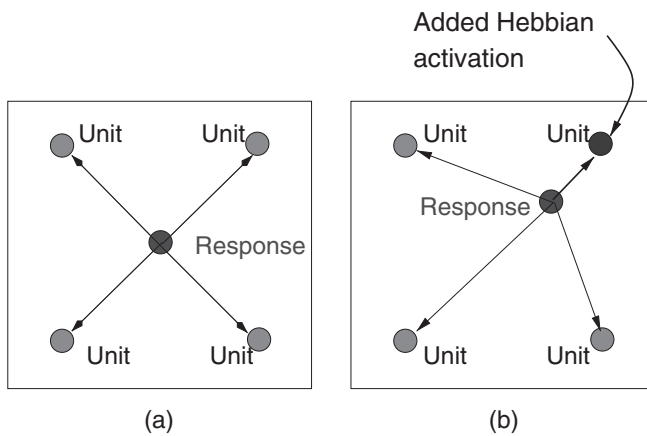 Added Hebbian
activation
Unit
Unit
Response
Unit
Unit
(a)
Unit
Unit
Response
Unit
Unit
(b)